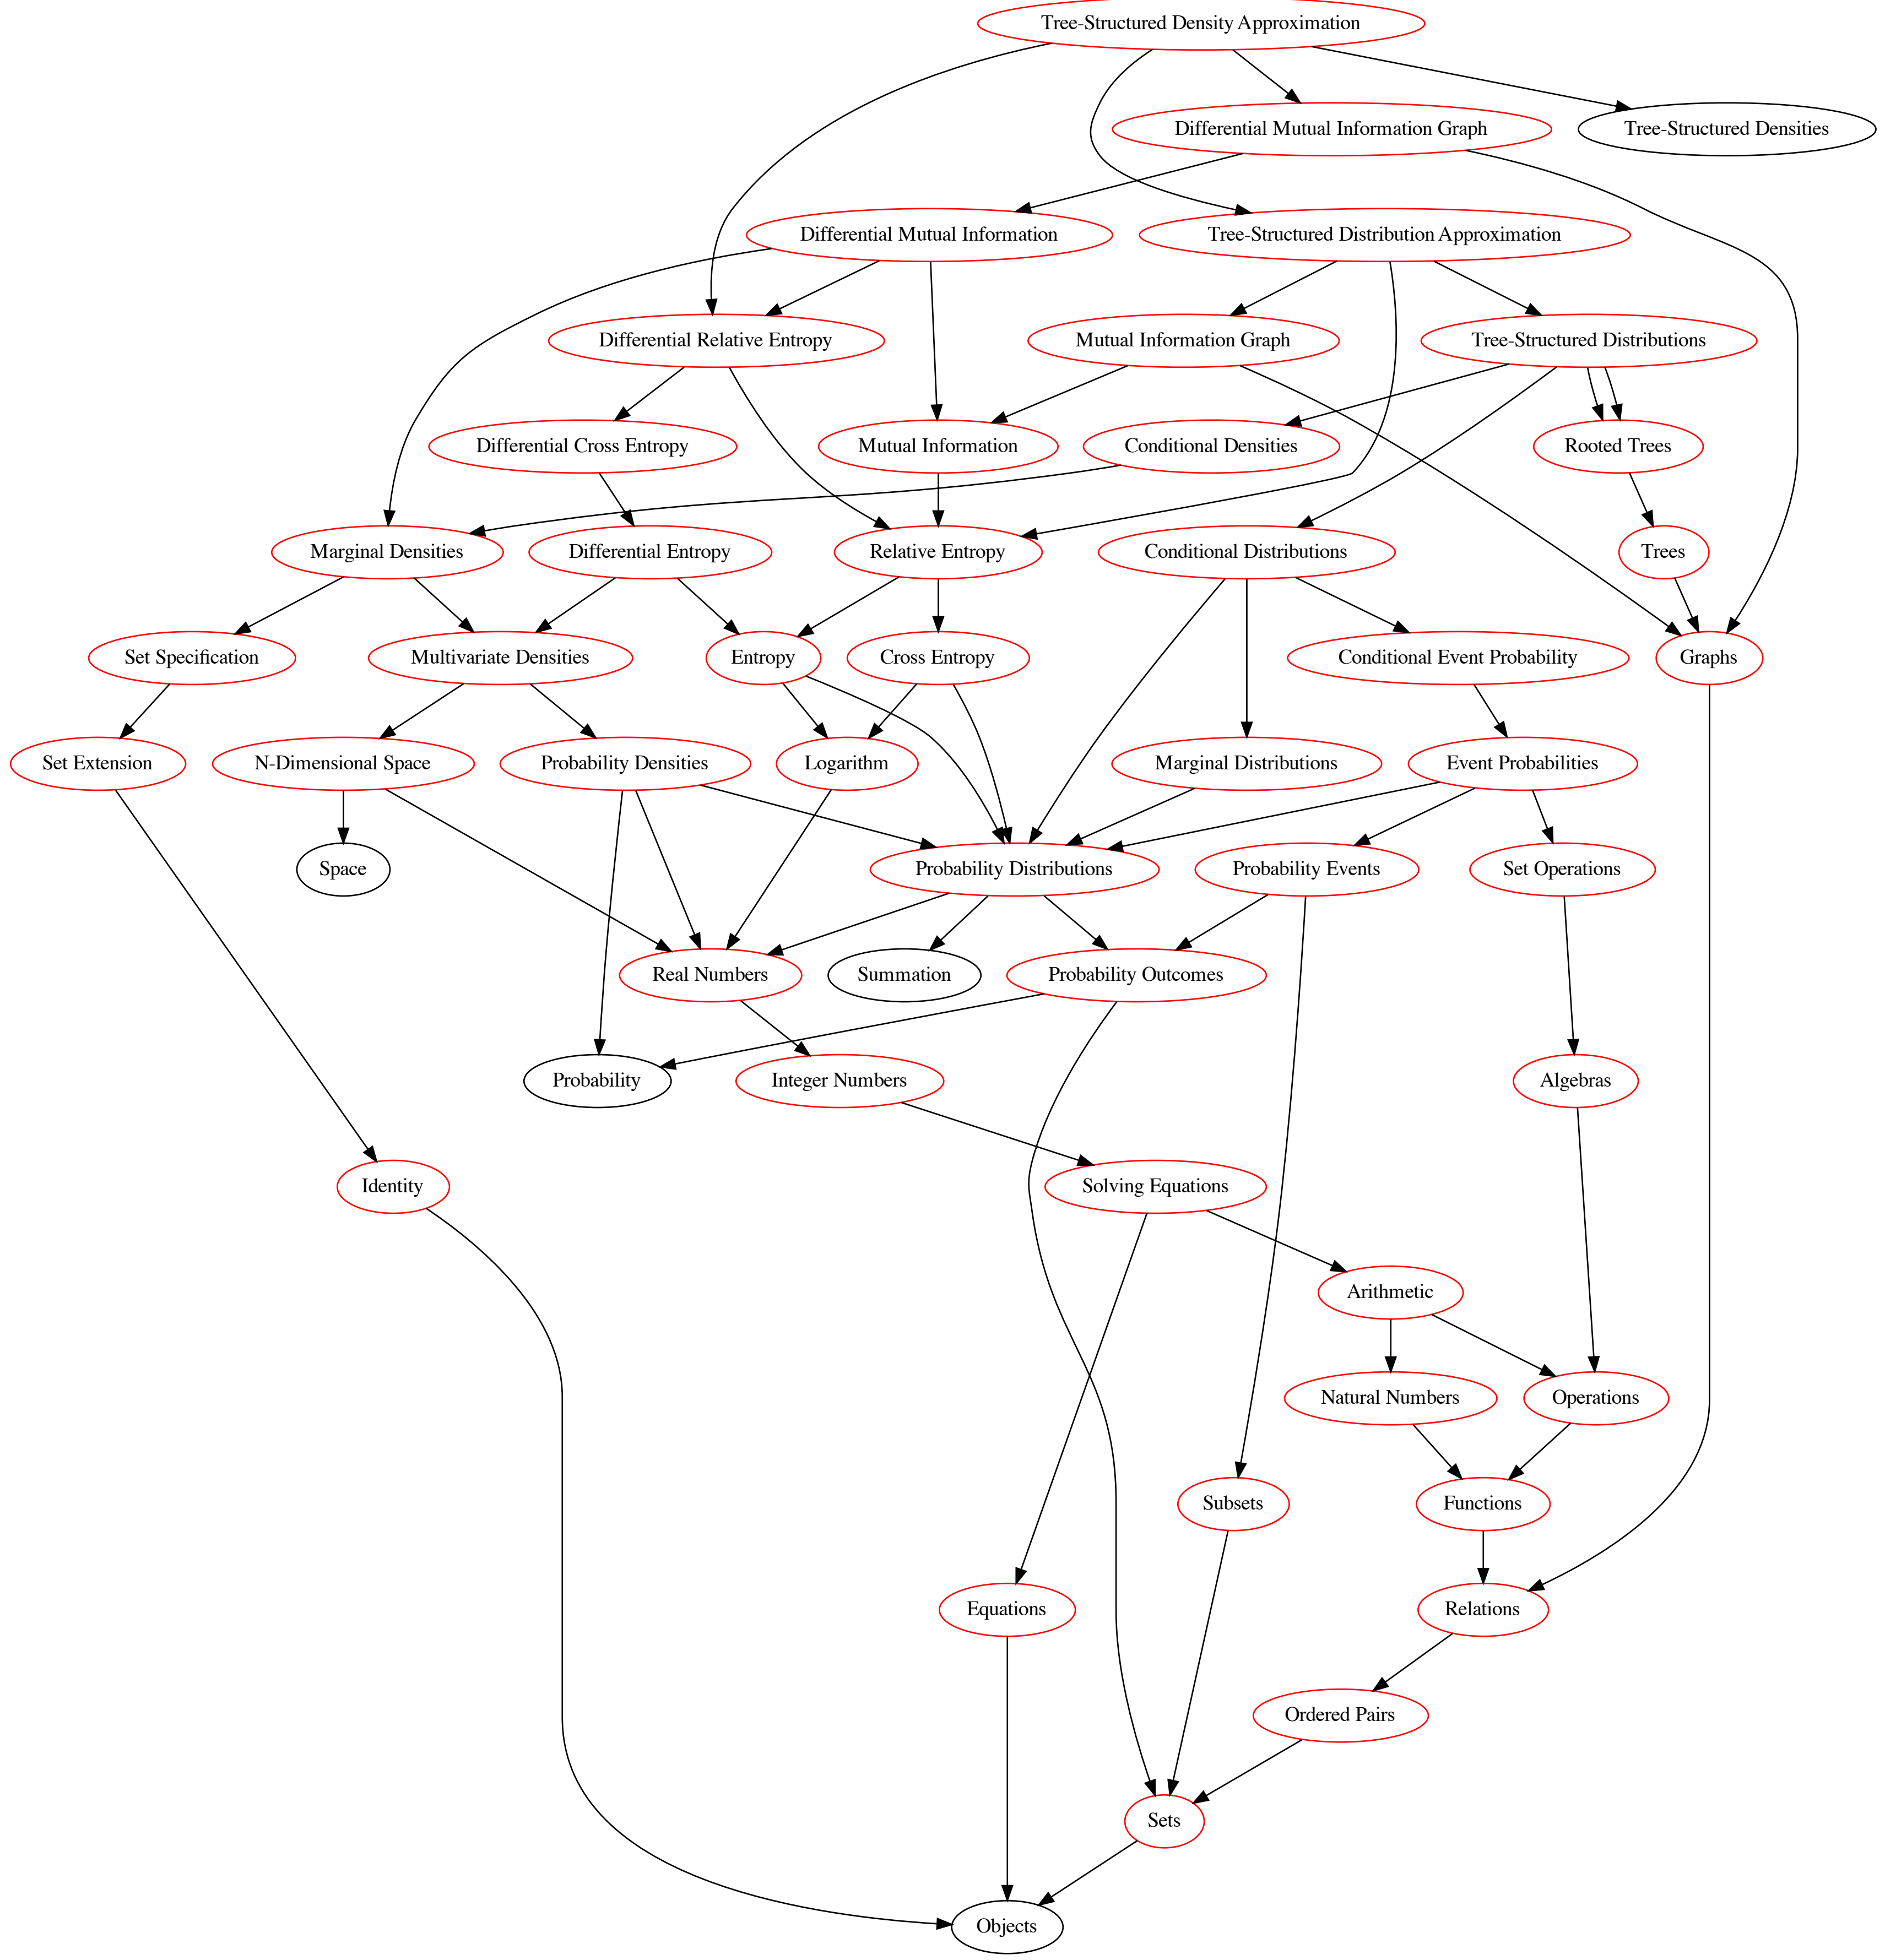 Tree-Structured Density Approximation
Differential Mutual Information Graph
Tree-Structured Densities
Differential Mutual Information
Tree-Structured Distribution Approximation
Differential Relative Entropy
Mutual Information Graph
Tree-Structured Distributions
Differential Cross Entropy
Mutual Information
Conditional Densities
Rooted Trees
Marginal Densities
Differential Entropy
Relative Entropy
Conditional Distributions
Trees
Set Specification
Multivariate Densities
Entropy
Cross Entropy
Conditional Event Probability
Graphs
Set Extension
N-Dimensional Space
Probability Densities
Logarithm
Marginal Distributions
Event Probabilities
Space
Probability Distributions
Probability Events
Set Operations
Real Numbers
Summation
Probability Outcomes
Probability
Integer Numbers
Algebras
Identity
Solving Equations
Arithmetic
Natural Numbers
Operations
Subsets
Functions
Equations
Relations
Ordered Pairs
Sets
Objects